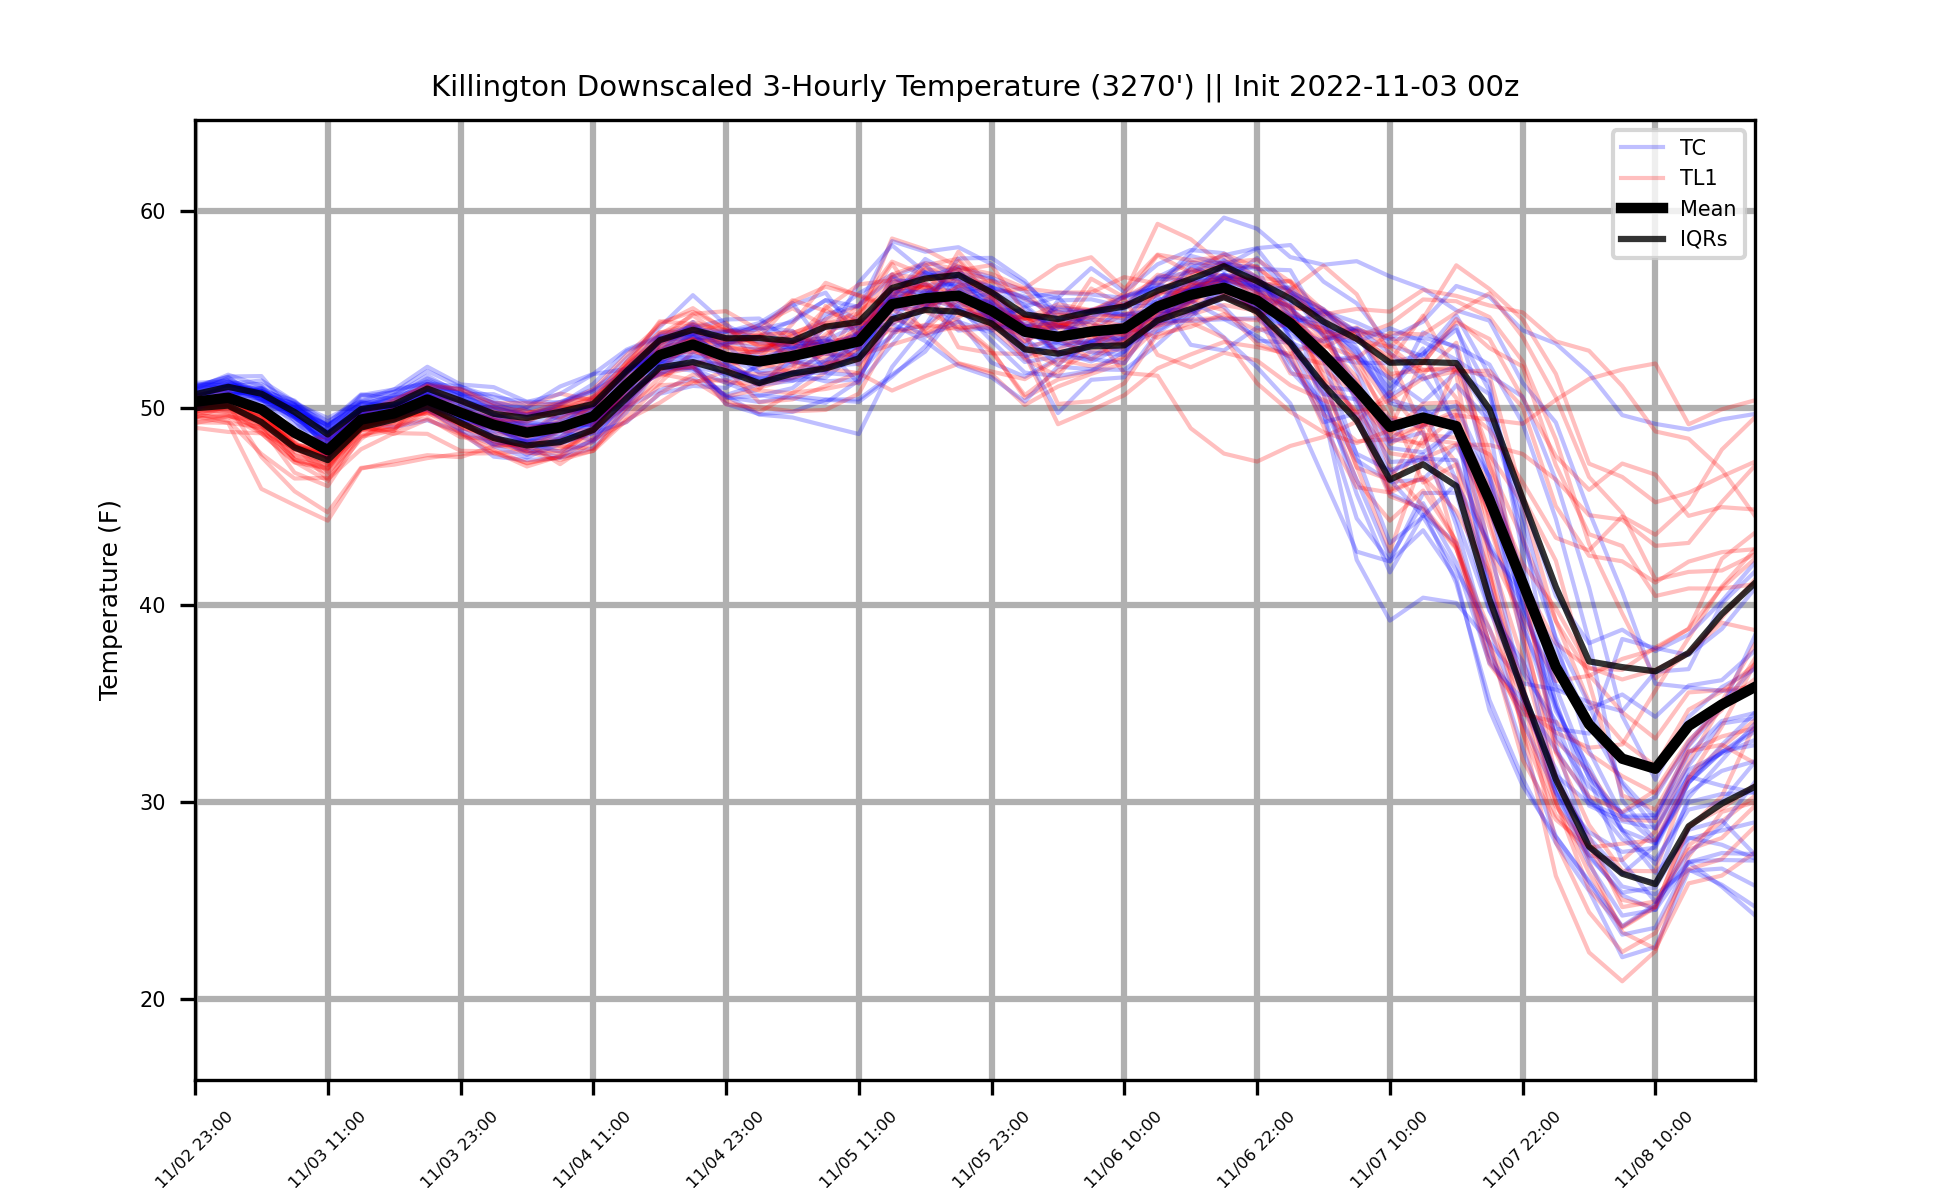 Killington Downscaled 3-Hourly Temperature (3270') || Init 2022-11-03 00z
TC
TL1
Mean
IQRs
Temperature (F)
60
50
40
30
20
11/02 23:00
11/03 11:00
11/03 23:00
11/04 11:00
11/04 23:00
11/05 11:00
11/05 23:00
11/06 10:00
11/06 22:00
11/07 10:00
11/07 22:00
11/08 10:00